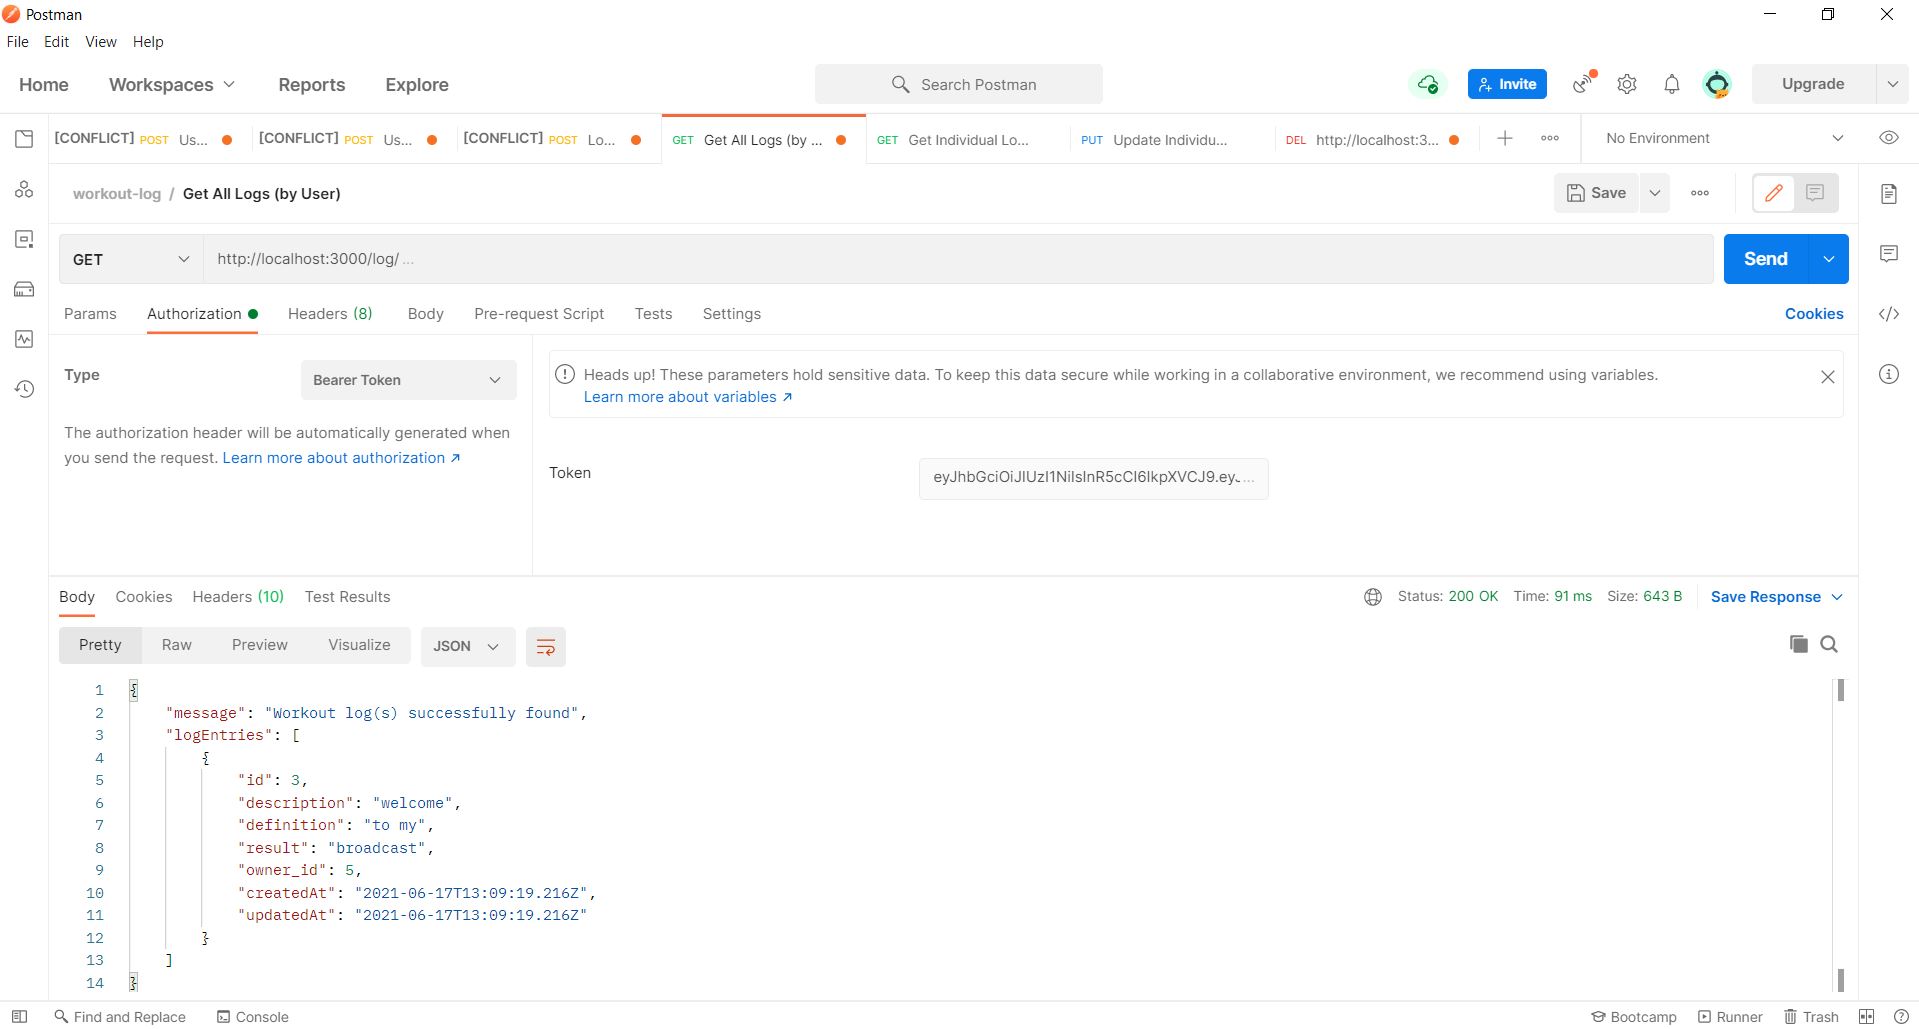 Postman
File Edit View Help
Home Workspaces Reports Explore Search Postman Invite Upgrade
[CONFLICT] POST Us... [CONFLICT] POST Us... [CONFLICT] POST Lo... GET Get All Logs (by ... GET Get Individual Lo... PUT Update Individu... DEL http://localhost:3... No Environment
workout-log / Get All Logs (by User) Save
GET http://localhost:3000/log/ ... Send
Params Authorization Headers (8) Body Pre-request Script Tests Settings Cookies
Type Bearer Token
The authorization header will be automatically generated when
you send the request. Learn more about authorization ↗
Heads up! These parameters hold sensitive data. To keep this data secure while working in a collaborative environment, we recommend using variables.
Learn more about variables ↗
Token
Body Cookies Headers (10) Test Results Status: 200 OK Time: 91 ms Size: 643 B Save Response
Pretty Raw Preview Visualize JSON
1 {
2 "message": "Workout log(s) successfully found",
3 "logEntries": [
4 {
5 "id": 3,
6 "description": "welcome",
7 "definition": "to my",
8 "result": "broadcast",
9 "owner_id": 5,
10 "createdAt": "2021-06-17T13:09:19.216Z",
11 "updatedAt": "2021-06-17T13:09:19.216Z"
12 }
13 ]
14 }
Find and Replace Console Bootcamp Runner Trash